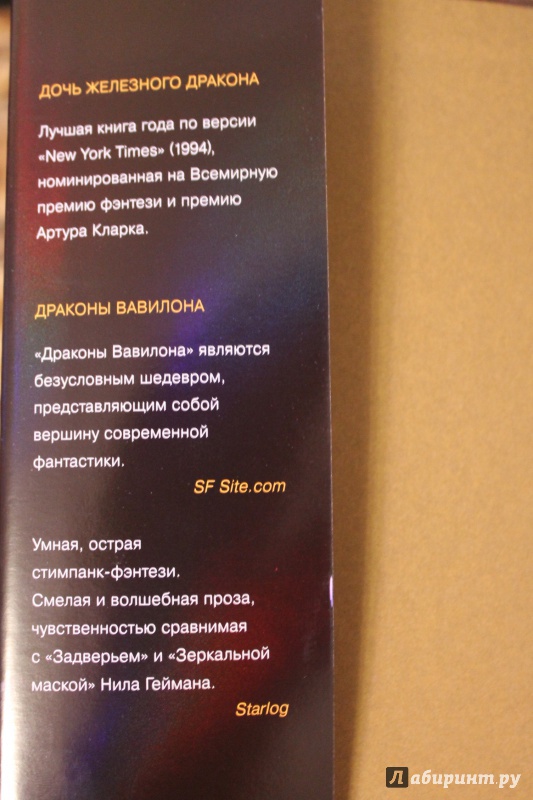 ДОЧЬ ЖЕЛЕЗНОГО ДРАКОНА
Лучшая книга года по версии
«New York Times» (1994),
номинированная на Всемирную
премию фэнтези и премию
Артура Кларка.
ДРАКОНЫ ВАВИЛОНА
«Драконы Вавилона» являются
безусловным шедевром,
представляющим собой
вершину современной
фантастики.
SF Site.com
Умная, острая
стимпанк-фэнтези.
Смелая и волшебная проза,
чувственностью сравнимая
с «Задверьем» и «Зеркальной
маской» Нила Геймана.
Starlog
Лабиринт.ру